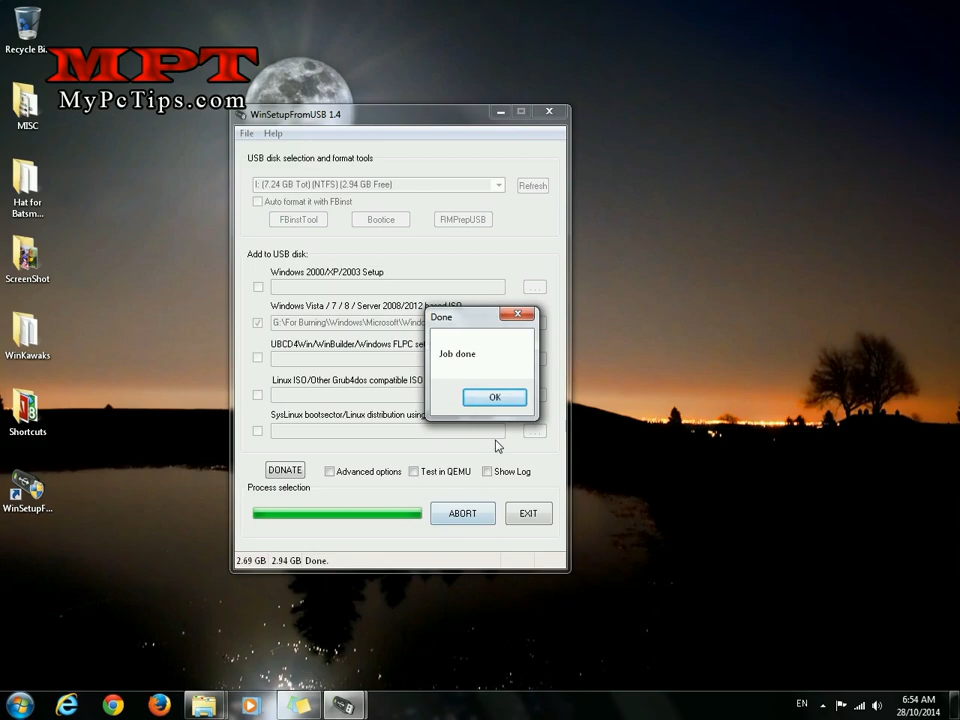 Recycle Bi...
MPT
MyPcTips.com
MISC
Hat for
Batsm...
ScreenShot
WinKawaks
Shortcuts
WinSetupF...
WinSetupFromUSB 1.4
File Help
USB disk selection and format tools
I: (7.24 GB Tot) (NTFS) (2.94 GB Free)
Refresh
Auto format it with FBinst
FBinstTool
Bootice
RMPrepUSB
Add to USB disk:
Windows 2000/XP/2003 Setup
...
Windows Vista / 7 / 8 / Server 2008/2012 based ISO
G:\For Burning\Windows\Microsoft\Windo
UBCD4Win/WinBuilder/Windows FLPC set
Linux ISO/Other Grub4dos compatible ISO
SysLinux bootsector/Linux distribution using
...
Done
Job done
OK
DONATE
Advanced options
Test in QEMU
Show Log
Process selection
ABORT
EXIT
2.69 GB 2.94 GB Done.
EN
6:54 AM
28/10/2014